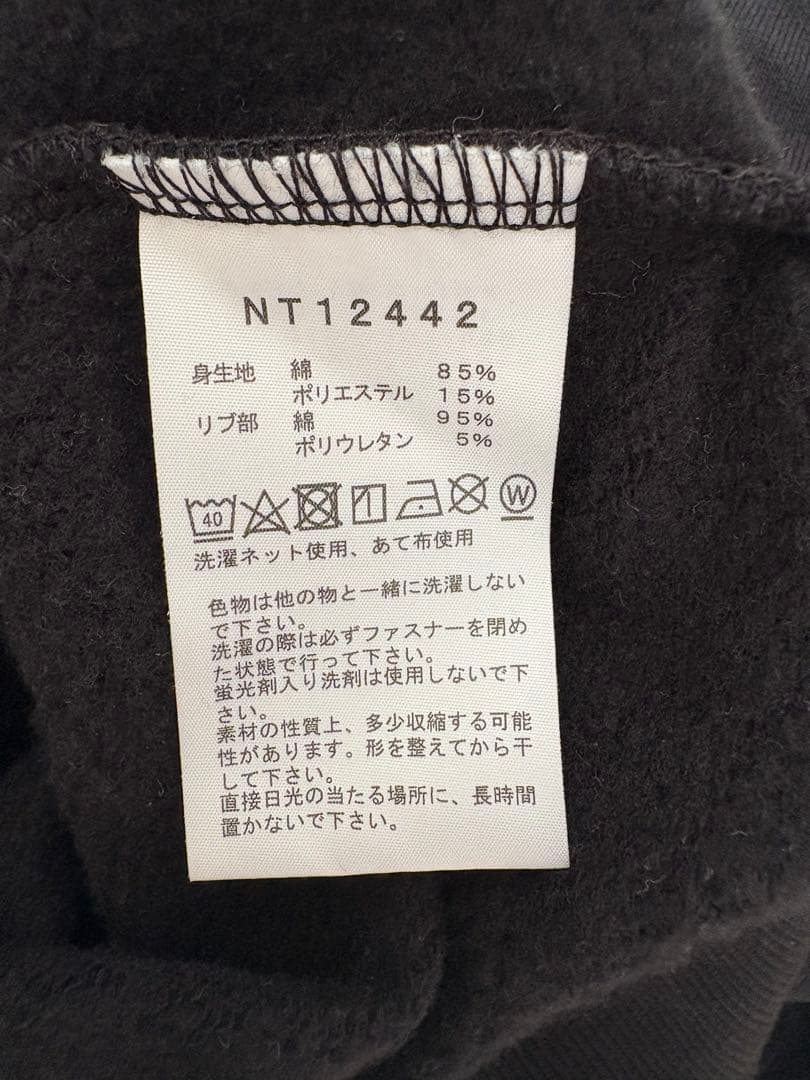 NT12442
身生地 綿 85%
ポリエステル 15%
リブ部 綿 95%
ポリウレタン 5%
40 W
洗濯ネット使用、あて布使用
色物は他の物と一緒に洗濯しない
で下さい。
洗濯の際は必ずファスナーを閉め
た状態で行って下さい。
蛍光剤入り洗剤は使用しないで下
さい。
素材の性質上、多少収縮する可能
性があります。形を整えてから干
して下さい。
直接日光の当たる場所に、長時間
置かないで下さい。